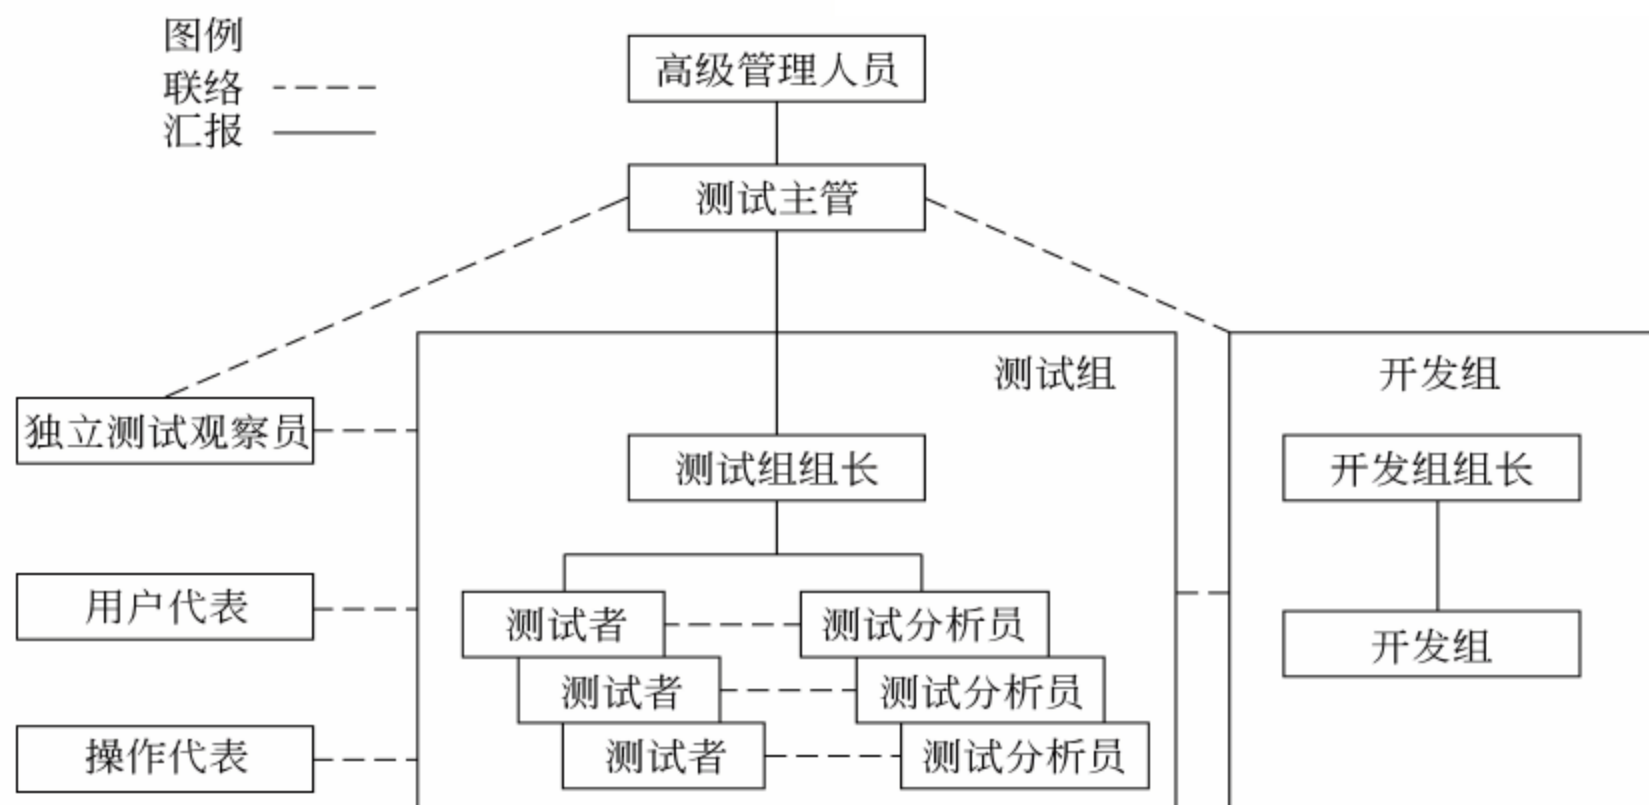 图例
联络
汇报
高级管理人员
测试主管
测试组
开发组
独立测试观察员
测试组组长
开发组组长
用户代表
测试者
测试分析员
开发组
测试者
测试分析员
操作代表
测试者
测试分析员